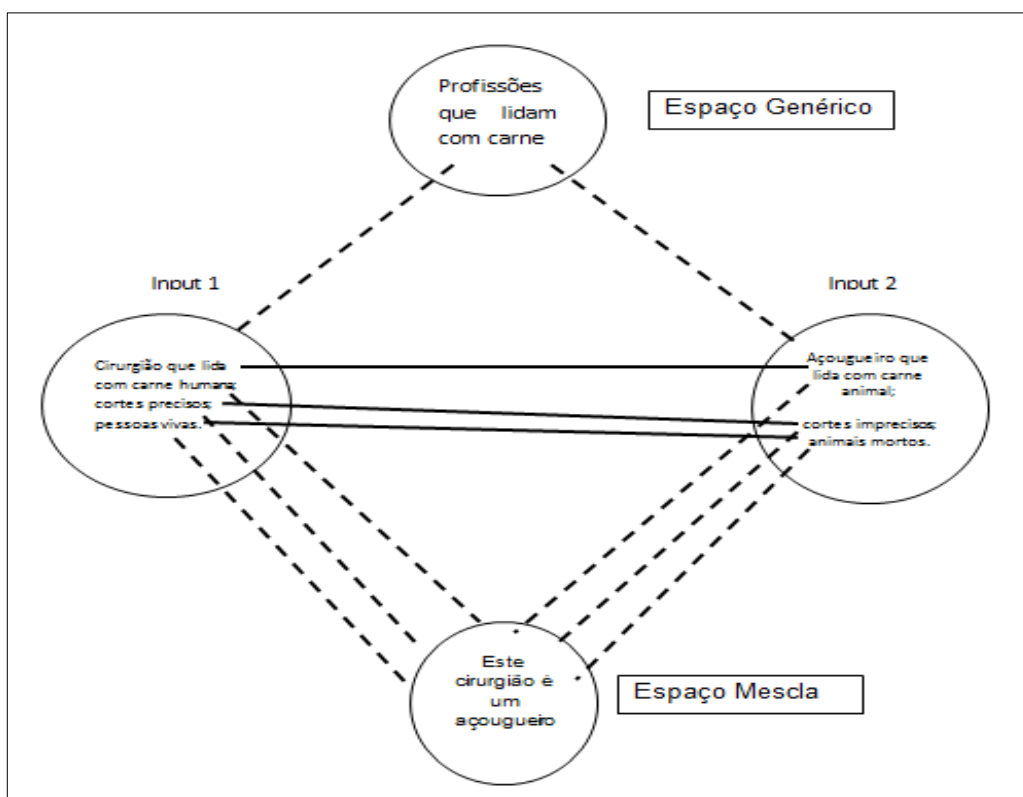 Profissões
que lidam
com carne
Espaço Genérico
Input 1
Input 2
Cirurgião que lida
com carne humana;
cortes precisos;
pessoas vivas.
Açougueiro que
lida com carne
animal;
cortes imprecisos;
animais mortos.
Este
cirurgião é
um
açougueiro
Espaço Mescla